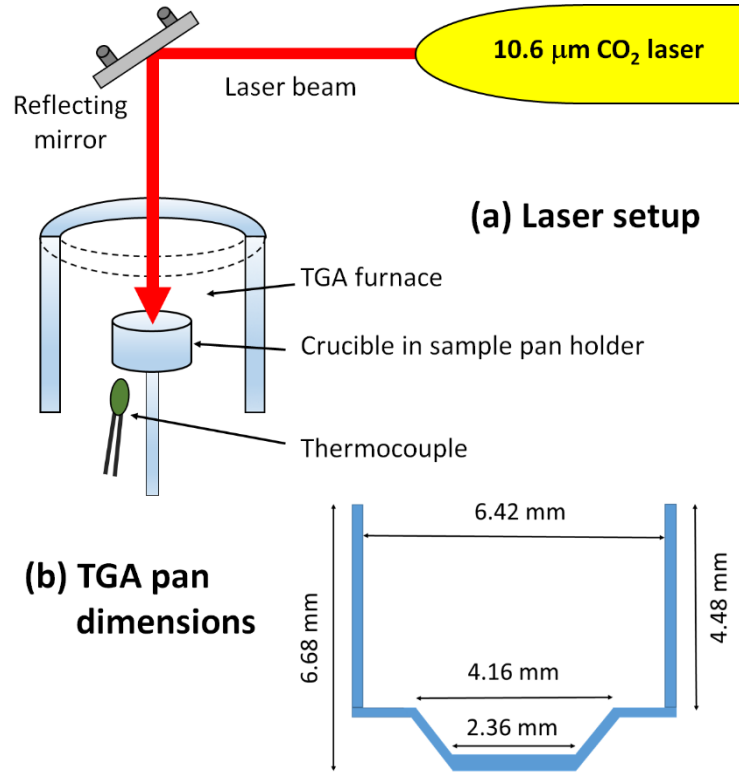 10.6 μm CO₂ laser
Laser beam
Reflecting
mirror
(a) Laser setup
TGA furnace
Crucible in sample pan holder
Thermocouple
(b) TGA pan
dimensions
6.42 mm
6.68 mm
4.48 mm
4.16 mm
2.36 mm